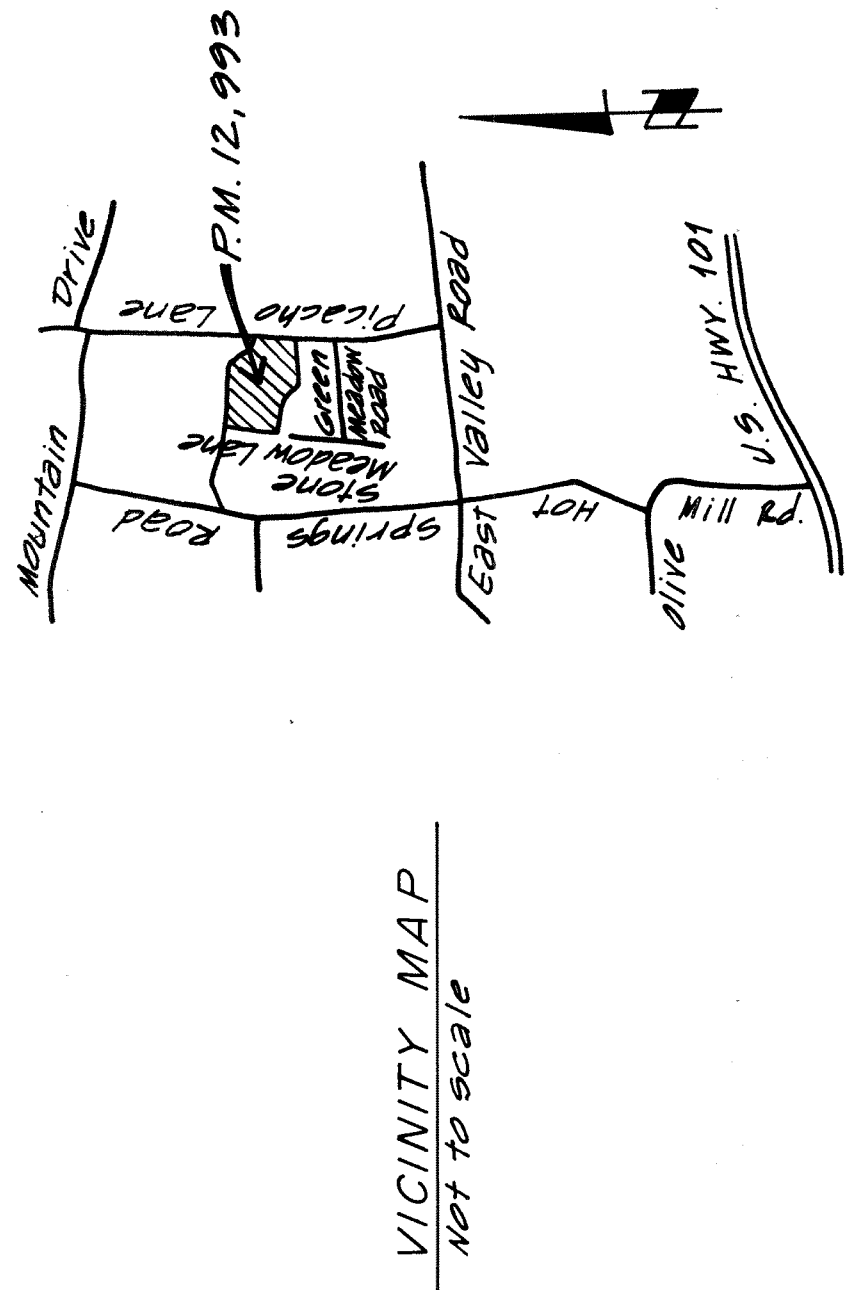 P.M. 12,993
Mountain Drive
Picacho Lane
Green
Meadow
Road
Stone
Meadow Lane
Hot Springs Road
East Valley Road
Olive Mill Rd.
U.S. HWY. 101
N
VICINITY MAP
Not to scale